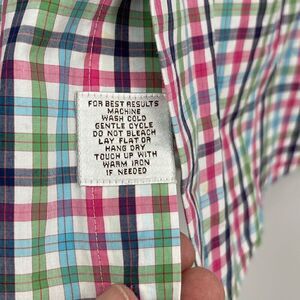 FOR BEST RESULTS
MACHINE
WASH COLD
GENTLE CYCLE
DO NOT BLEACH
LAY FLAT OR
HANG DRY
TOUCH UP WITH
WARM IRON
IF NEEDED